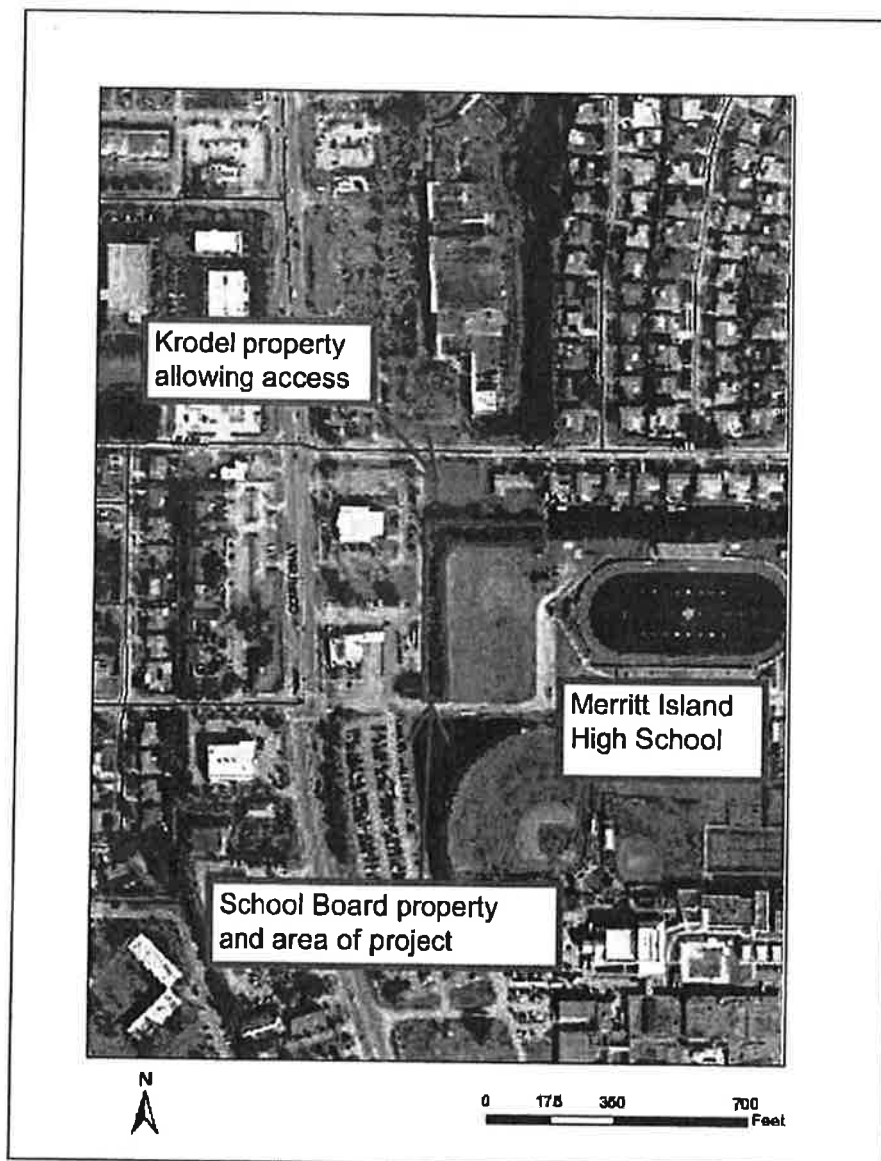 Krodel property
allowing access
COURTENAY
Merritt Island
High School
School Board property
and area of project
N
0 175 350 700
Feet